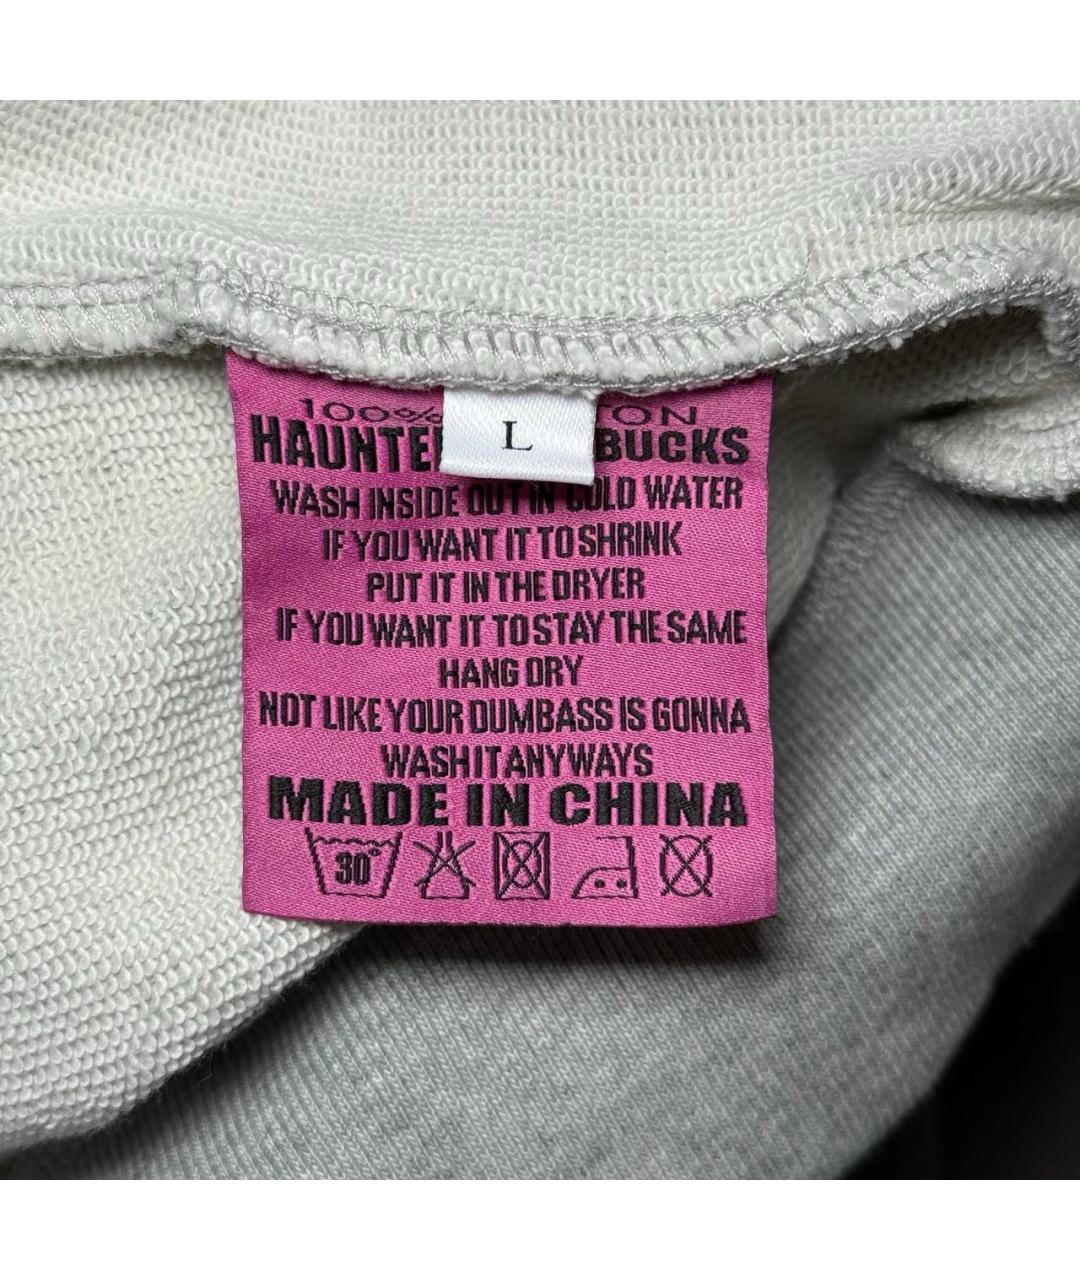 100%
HAUNTE BUCKS
L
WASH INSIDE OUT IN COLD WATER
IF YOU WANT IT TO SHRINK
PUT IT IN THE DRYER
IF YOU WANT IT TO STAY THE SAME
HANG DRY
NOT LIKE YOUR DUMBASS IS GONNA
WASH IT ANYWAYS
MADE IN CHINA
30°